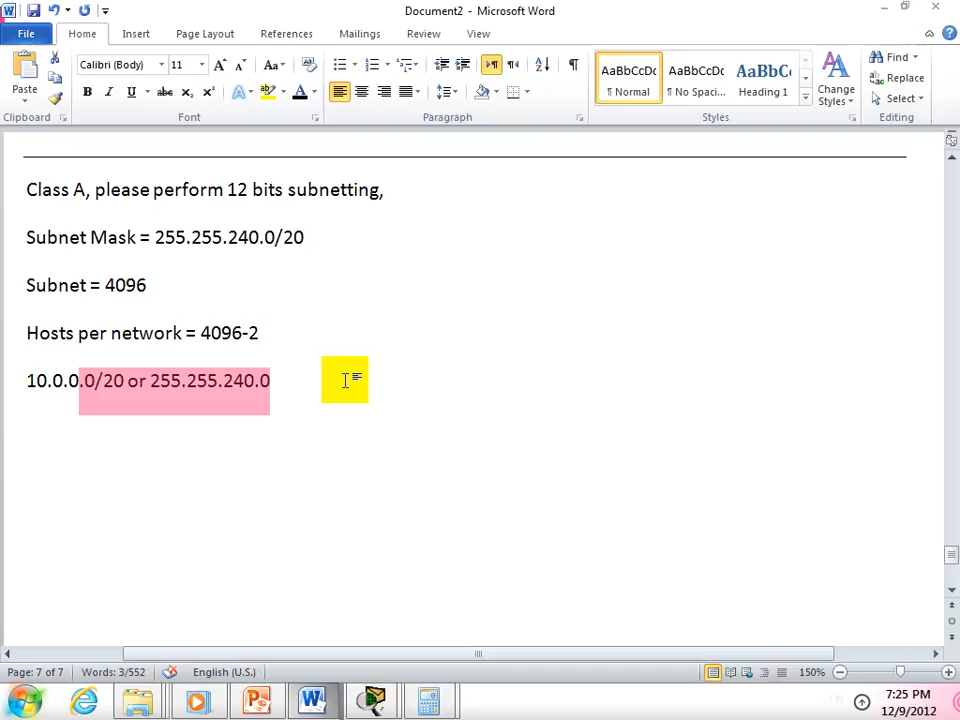 Document2 - Microsoft Word
File Home Insert Page Layout References Mailings Review View
Paste
Clipboard
Calibri (Body) 11
Font
Paragraph
AaBbCcDc AaBbCcDc AaBbCc
¶ Normal ¶ No Spaci... Heading 1
Change Styles
Styles
Find
Replace
Select
Editing
Class A, please perform 12 bits subnetting,
Subnet Mask = 255.255.240.0/20
Subnet = 4096
Hosts per network = 4096-2
10.0.0.0/20 or 255.255.240.0
Page: 7 of 7 Words: 3/552 English (U.S.) 150%
7:25 PM
12/9/2012